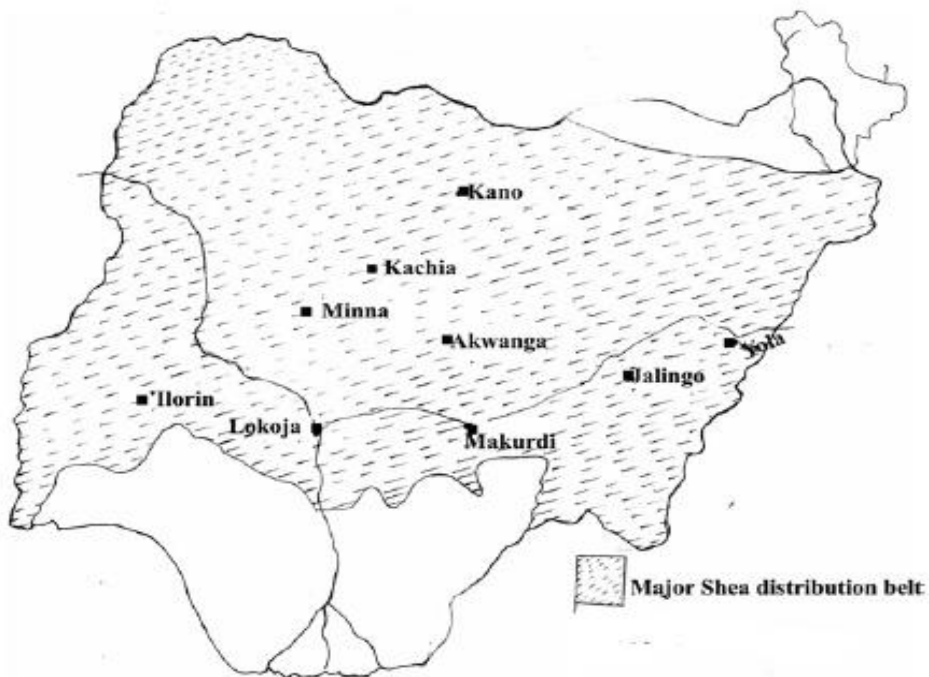 Kano
Kachia
Minna
Akwanga
Yola
Jalingo
'Ilorin
Lokoja
Makurdi
Major Shea distribution belt